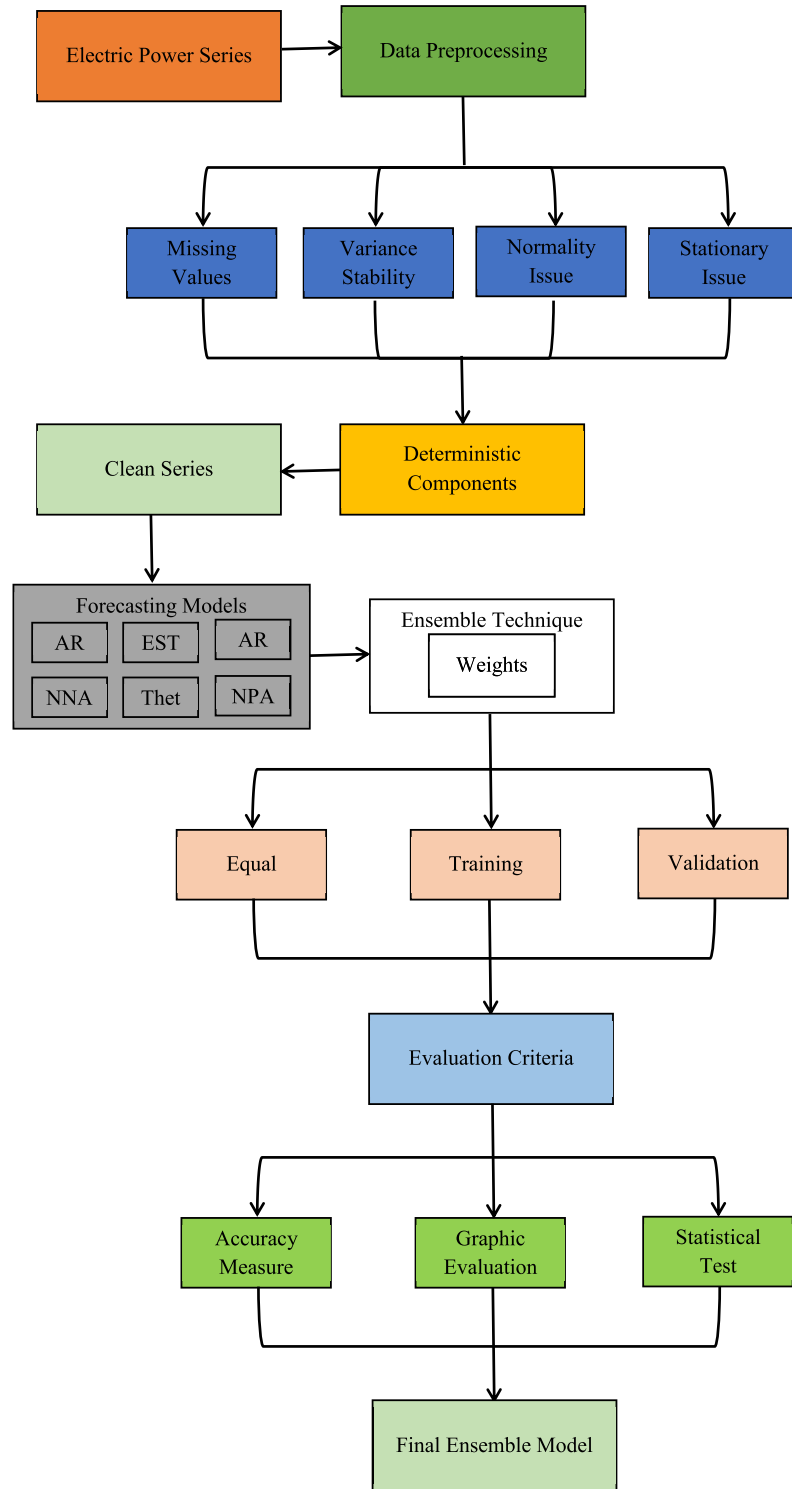 Electric Power Series
Data Preprocessing
Missing
Values
Variance
Stability
Normality
Issue
Stationary
Issue
Clean Series
Deterministic
Components
Forecasting Models
AR
EST
AR
NNA
Thet
NPA
Ensemble Technique
Weights
Equal
Training
Validation
Evaluation Criteria
Accuracy
Measure
Graphic
Evaluation
Statistical
Test
Final Ensemble Model